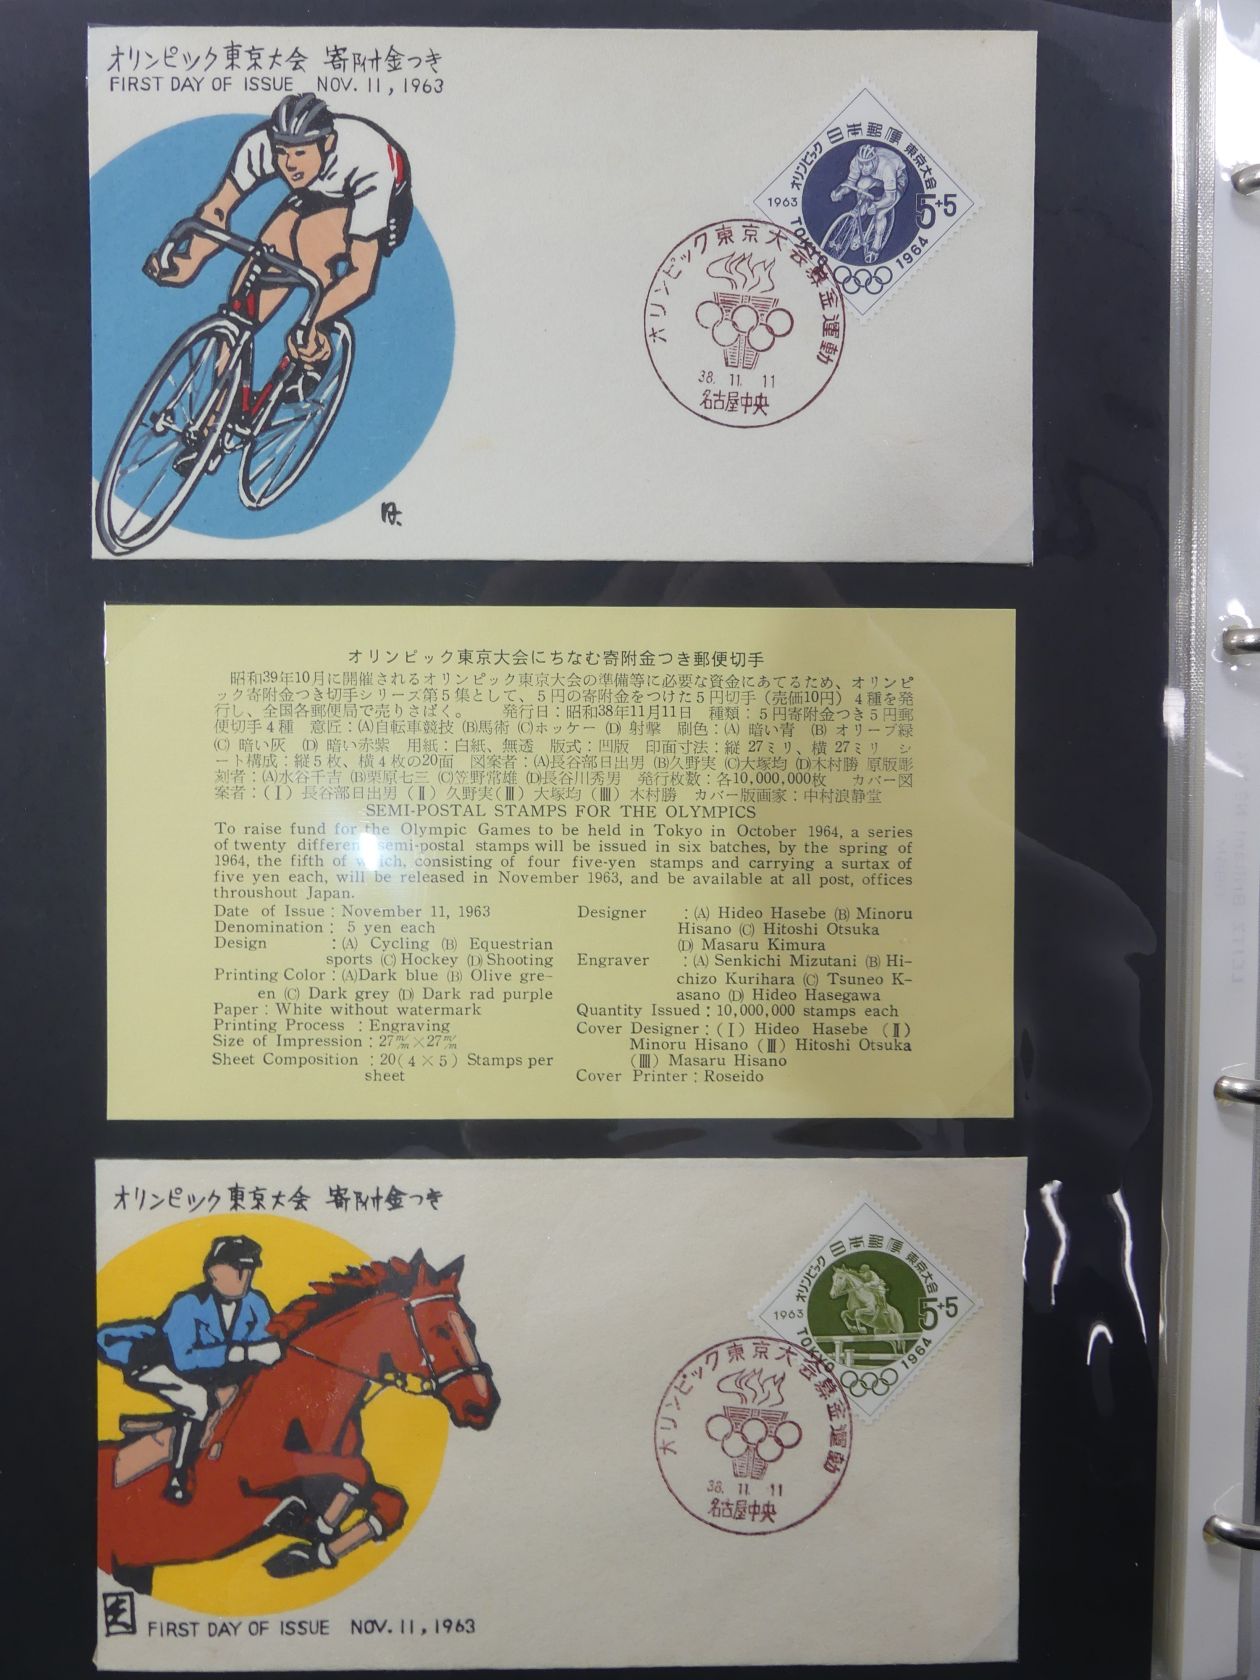 オリンピック東京大会 寄附金つき
FIRST DAY OF ISSUE NOV. 11, 1963
日本郵便
オリンピック 東京大会
1963
5+5
TOKYO 1964
オリンピック東京大会募金運動
38. 11. 11
名古屋中央
オリンピック東京大会にちなむ寄附金つき郵便切手
昭和39年10月に開催されるオリンピック東京大会の準備等に必要な資金にあてるため、オリンピ
ック寄附金つき切手シリーズ第5集として、5円の寄附金をつけた5円切手(売価10円)4種を発
行し、全国各郵便局で売りさばく。 発行日:昭和38年11月11日 種類:5円寄附金つき5円郵
便切手4種 意匠:(A)自転車競技 (B)馬術 (C)ホッケー (D)射撃 刷色:(A) 暗い青 (B) オリーブ緑
(C) 暗い灰 (D) 暗い赤紫 用紙:白紙、無透 版式:凹版 印面寸法:縦27ミリ、横27ミリ シ
ート構成:縦5枚、横4枚の20面 図案者:(A)長谷部日出男 (B)久野実 (C)大塚均 (D)木村勝 原版彫
刻者:(A)水谷千吉 (B)栗原七三 (C)笠野常雄 (D)長谷川秀男 発行枚数:各10,000,000枚 カバー図
案者:(Ⅰ)長谷部日出男(Ⅱ)久野実(Ⅲ)大塚均(Ⅲ)木村勝 カバー版画家:中村浪静堂
SEMI-POSTAL STAMPS FOR THE OLYMPICS
To raise fund for the Olympic Games to be held in Tokyo in October 1964, a series
of twenty different semi-postal stamps will be issued in six batches, by the spring of
1964, the fifth of which, consisting of four five-yen stamps and carrying a surtax of
five yen each, will be released in November 1963, and be available at all post, offices
throushout Japan.
Date of Issue : November 11, 1963
Denomination : 5 yen each
Design : (A) Cycling (B) Equestrian
sports (C) Hockey (D) Shooting
Printing Color : (A)Dark blue (B) Olive gre-
en (C) Dark grey (D) Dark rad purple
Paper : White without watermark
Printing Process : Engraving
Size of Impression : 27m/m×27m/m
Sheet Composition : 20(4×5) Stamps per
sheet
Designer : (A) Hideo Hasebe (B) Minoru
Hisano (C) Hitoshi Otsuka
(D) Masaru Kimura
Engraver : (A) Senkichi Mizutani (B) Hi-
chizo Kurihara (C) Tsuneo K-
asano (D) Hideo Hasegawa
Quantity Issued : 10,000,000 stamps each
Cover Designer : (Ⅰ) Hideo Hasebe (Ⅱ)
Minoru Hisano (Ⅲ) Hitoshi Otsuka
(ⅢI) Masaru Hisano
Cover Printer : Roseido
オリンピック東京大会 寄附金つき
日本郵便
オリンピック 東京大会
1963
5+5
TOKYO 1964
オリンピック東京大会募金運動
38. 11. 11
名古屋中央
FIRST DAY OF ISSUE NOV. 11, 1963